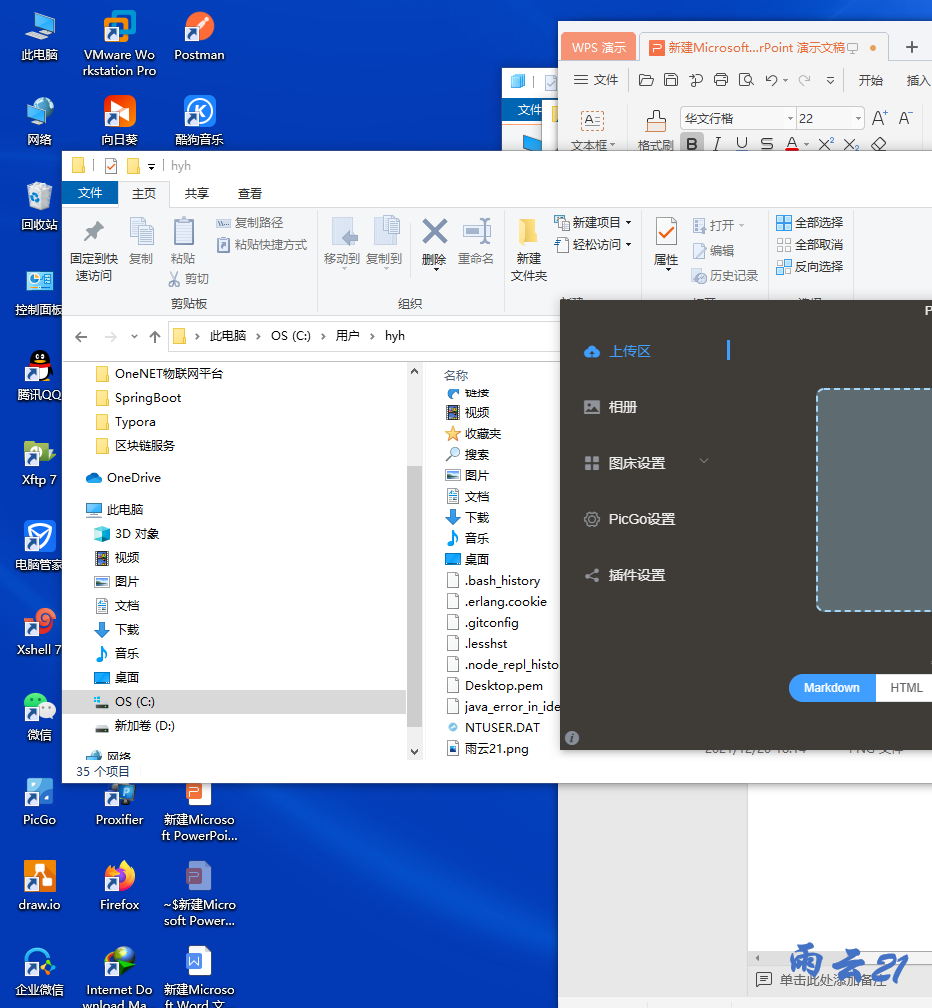 此电脑
VMware Wo
rkstation Pro
Postman
网络
向日葵
酷狗音乐
回收站
控制面板
腾讯QQ
Xftp 7
电脑管家
Xshell 7
微信
PicGo
Proxifier
新建Microso
ft PowerPoi...
draw.io
Firefox
~$新建Micro
soft Power...
企业微信
Internet Do
wnload Ma...
新建Microso
ft Word 文
WPS 演示
新建Microsoft...rPoint 演示文稿
文件
开始
插入
文件
文本框
格式刷
华文行楷
22
A+
A-
B I U S A X² X₂
hyh
文件
主页
共享
查看
固定到快
速访问
复制
粘贴
复制路径
粘贴快捷方式
剪切
剪贴板
移动到
复制到
删除
重命名
组织
新建
文件夹
新建项目
轻松访问
属性
打开
编辑
历史记录
全部选择
全部取消
反向选择
此电脑 › OS (C:) › 用户 › hyh
OneNET物联网平台
SpringBoot
Typora
区块链服务
OneDrive
此电脑
3D 对象
视频
图片
文档
下载
音乐
桌面
OS (C:)
新加卷 (D:)
网络
35 个项目
名称
链接
视频
收藏夹
搜索
图片
文档
下载
音乐
桌面
.bash_history
.erlang.cookie
.gitconfig
.lesshst
.node_repl_histo
Desktop.pem
java_error_in_ide
NTUSER.DAT
雨云21.png
P
上传区
相册
图床设置
PicGo设置
插件设置
Markdown
HTML
单击此处添加备注
雨云21